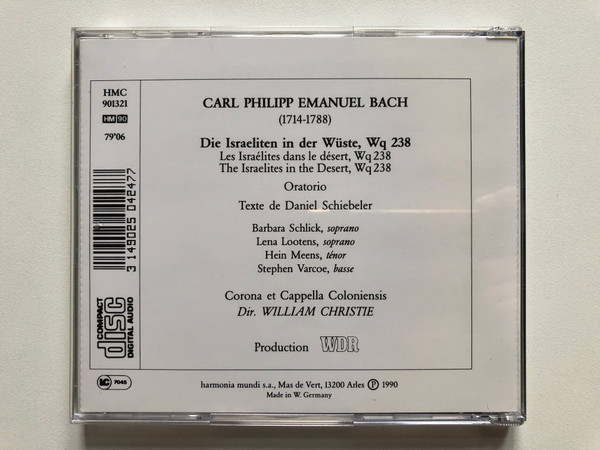 HMC
901321
HM 90
79'06
3 149025 042477
COMPACT
disc
DIGITAL AUDIO
LC 7045
CARL PHILIPP EMANUEL BACH
(1714-1788)
Die Israeliten in der Wüste, Wq 238
Les Israélites dans le désert, Wq 238
The Israelites in the Desert, Wq 238
Oratorio
Texte de Daniel Schiebeler
Barbara Schlick, soprano
Lena Lootens, soprano
Hein Meens, ténor
Stephen Varcoe, basse
Corona et Cappella Coloniensis
Dir. WILLIAM CHRISTIE
Production WDR
harmonia mundi s.a., Mas de Vert, 13200 Arles Ⓟ 1990
Made in W. Germany